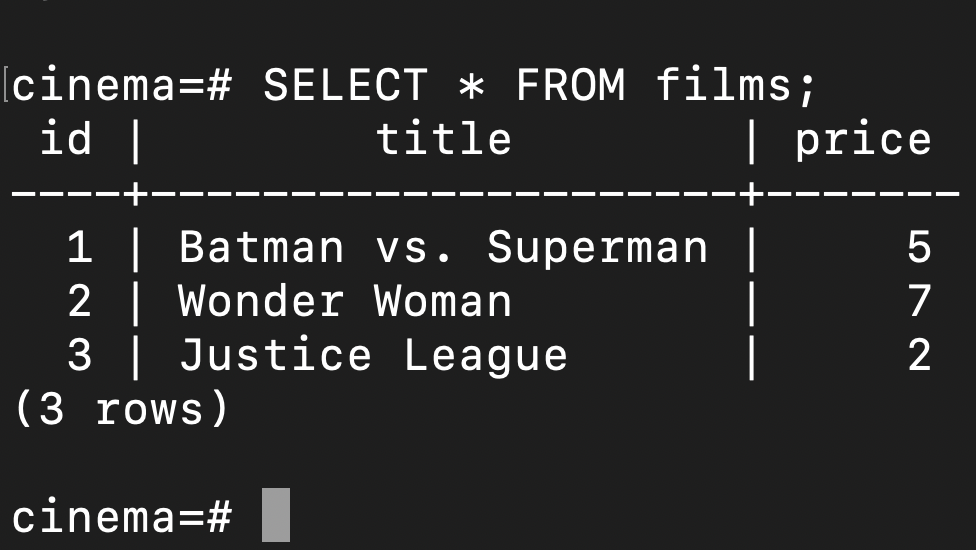 cinema=# SELECT * FROM films;
 id |        title        | price
----+---------------------+-------
  1 | Batman vs. Superman |     5
  2 | Wonder Woman        |     7
  3 | Justice League      |     2
(3 rows)
cinema=#